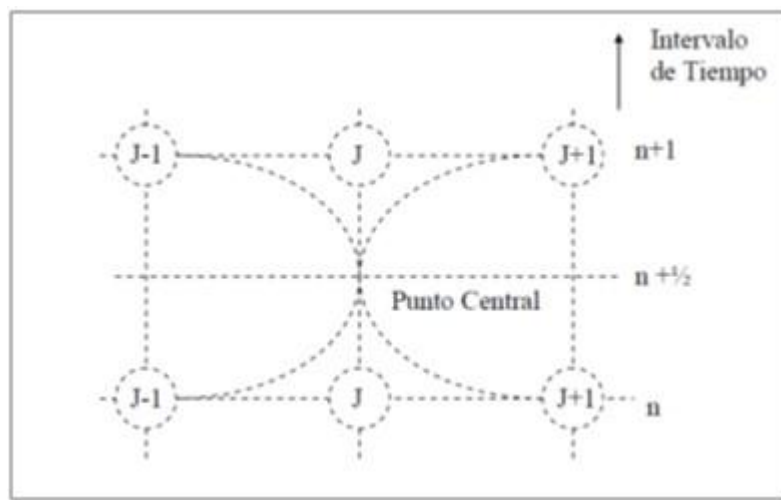 Intervalo
de Tiempo
J-1 J J+1 n+1
n +½
Punto Central
J-1 J J+1 n